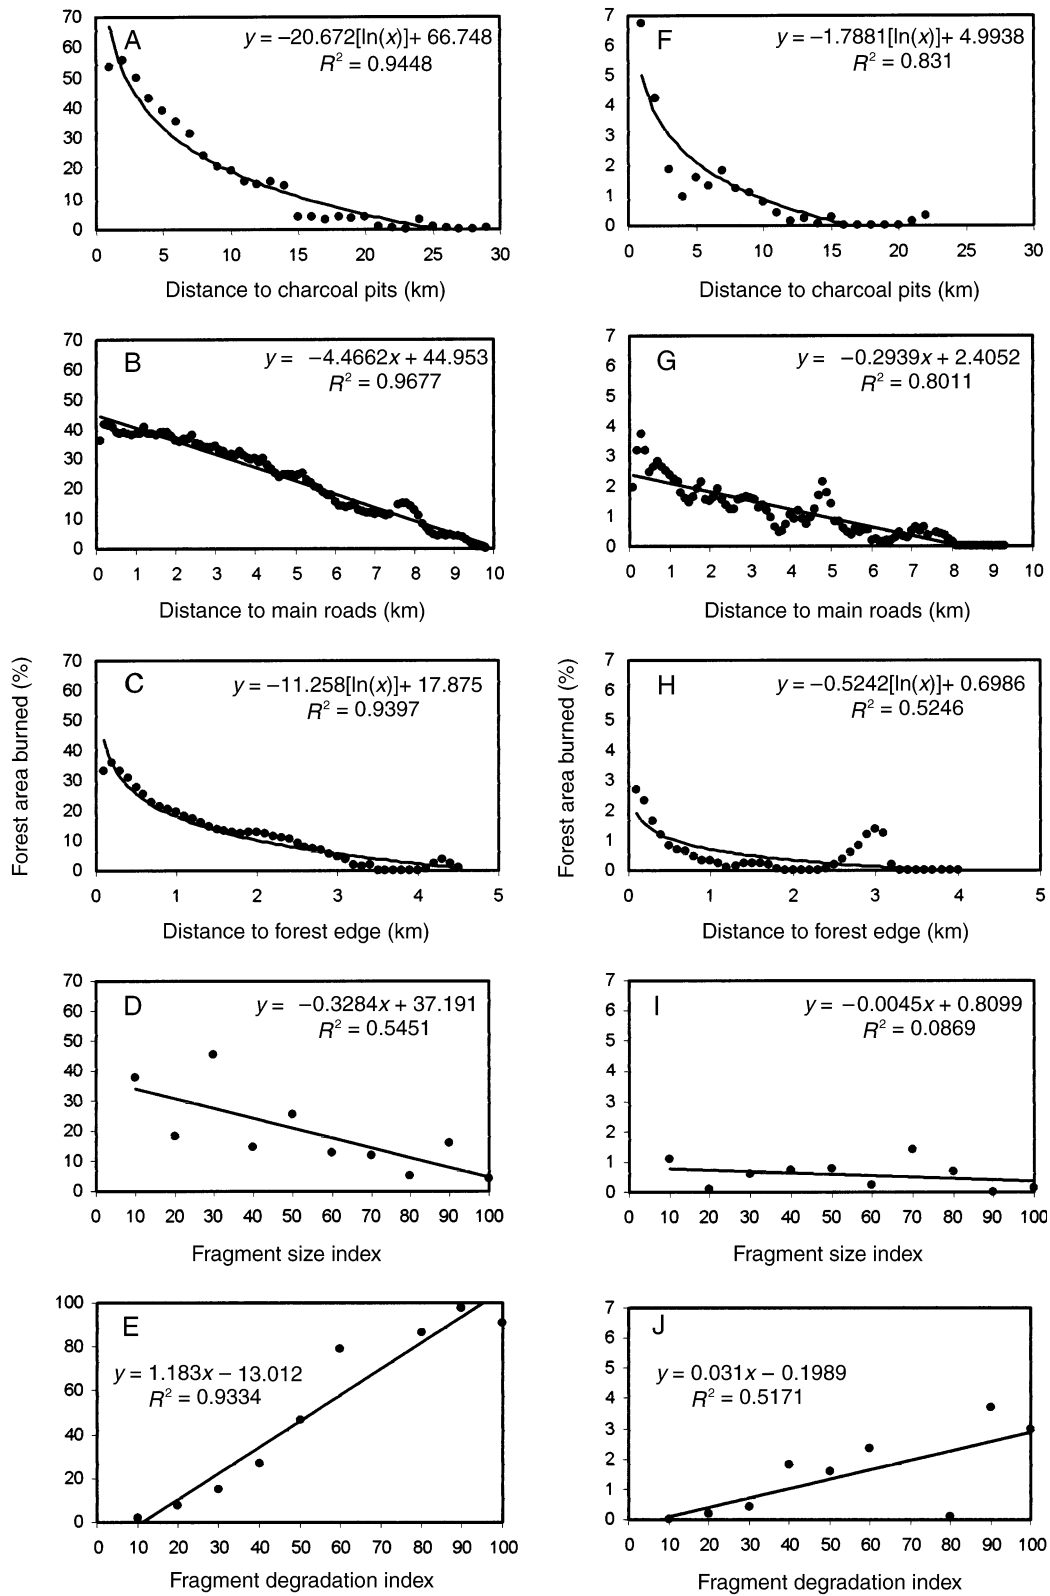 A
y = −20.672[ln(x)]+ 66.748
R² = 0.9448
70
60
50
40
30
20
10
0
0 5 10 15 20 25 30
Distance to charcoal pits (km)
F
y = −1.7881[ln(x)]+ 4.9938
R² = 0.831
7
6
5
4
3
2
1
0
0 5 10 15 20 25 30
Distance to charcoal pits (km)
B
y = −4.4662x + 44.953
R² = 0.9677
70
60
50
40
30
20
10
0
0 1 2 3 4 5 6 7 8 9 10
Distance to main roads (km)
G
y = −0.2939x + 2.4052
R² = 0.8011
7
6
5
4
3
2
1
0
0 1 2 3 4 5 6 7 8 9 10
Distance to main roads (km)
Forest area burned (%)
C
y = −11.258[ln(x)]+ 17.875
R² = 0.9397
70
60
50
40
30
20
10
0
0 1 2 3 4 5
Distance to forest edge (km)
Forest area burned (%)
H
y = −0.5242[ln(x)]+ 0.6986
R² = 0.5246
7
6
5
4
3
2
1
0
0 1 2 3 4 5
Distance to forest edge (km)
D
y = −0.3284x + 37.191
R² = 0.5451
70
60
50
40
30
20
10
0
0 10 20 30 40 50 60 70 80 90 100
Fragment size index
I
y = −0.0045x + 0.8099
R² = 0.0869
7
6
5
4
3
2
1
0
0 10 20 30 40 50 60 70 80 90 100
Fragment size index
E
y = 1.183x − 13.012
R² = 0.9334
100
80
60
40
20
0
0 10 20 30 40 50 60 70 80 90 100
Fragment degradation index
J
y = 0.031x − 0.1989
R² = 0.5171
7
6
5
4
3
2
1
0
0 10 20 30 40 50 60 70 80 90 100
Fragment degradation index